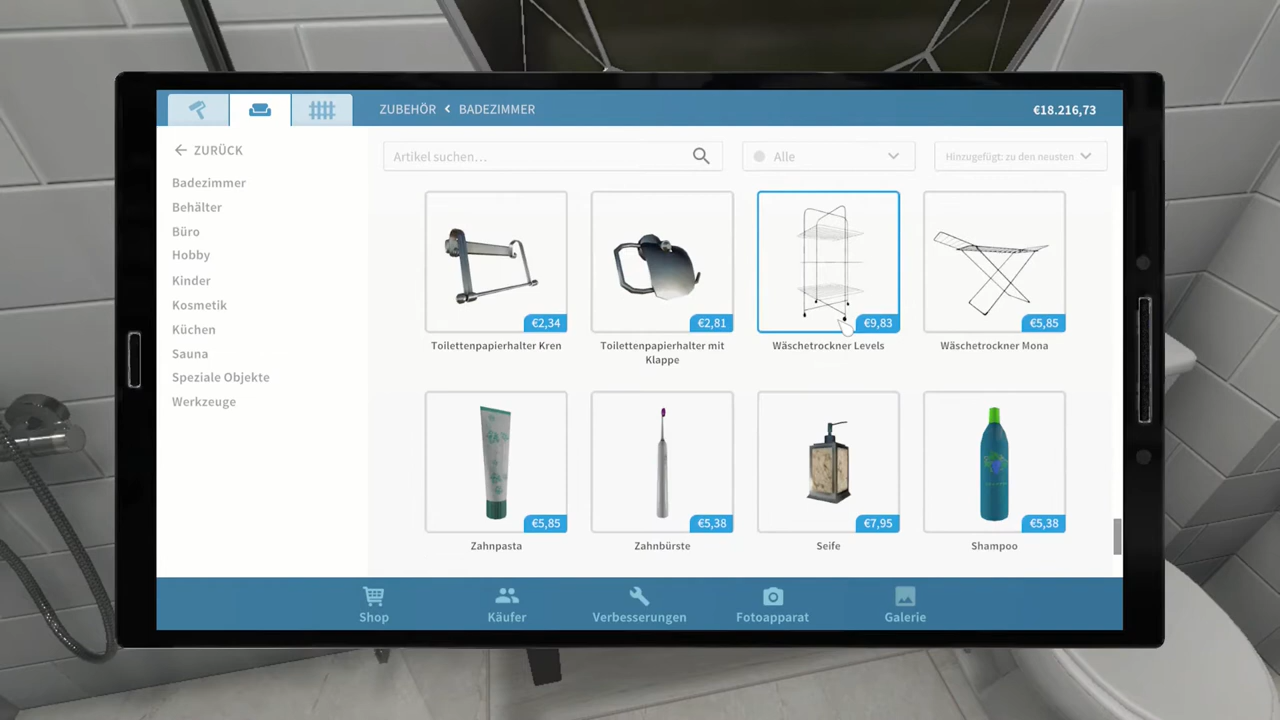 ZUBEHÖR < BADEZIMMER
€18.216,73
ZURÜCK
Artikel suchen...
Alle
Hinzugefügt: zu den neusten
Badezimmer
Behälter
Büro
Hobby
Kinder
Kosmetik
Küchen
Sauna
Speziale Objekte
Werkzeuge
€2,34
€2,81
€9,83
€5,85
Toilettenpapierhalter Kren
Toilettenpapierhalter mit
Klappe
Wäschetrockner Levels
Wäschetrockner Mona
€5,85
€5,38
€7,95
€5,38
Zahnpasta
Zahnbürste
Seife
Shampoo
Shop
Käufer
Verbesserungen
Fotoapparat
Galerie